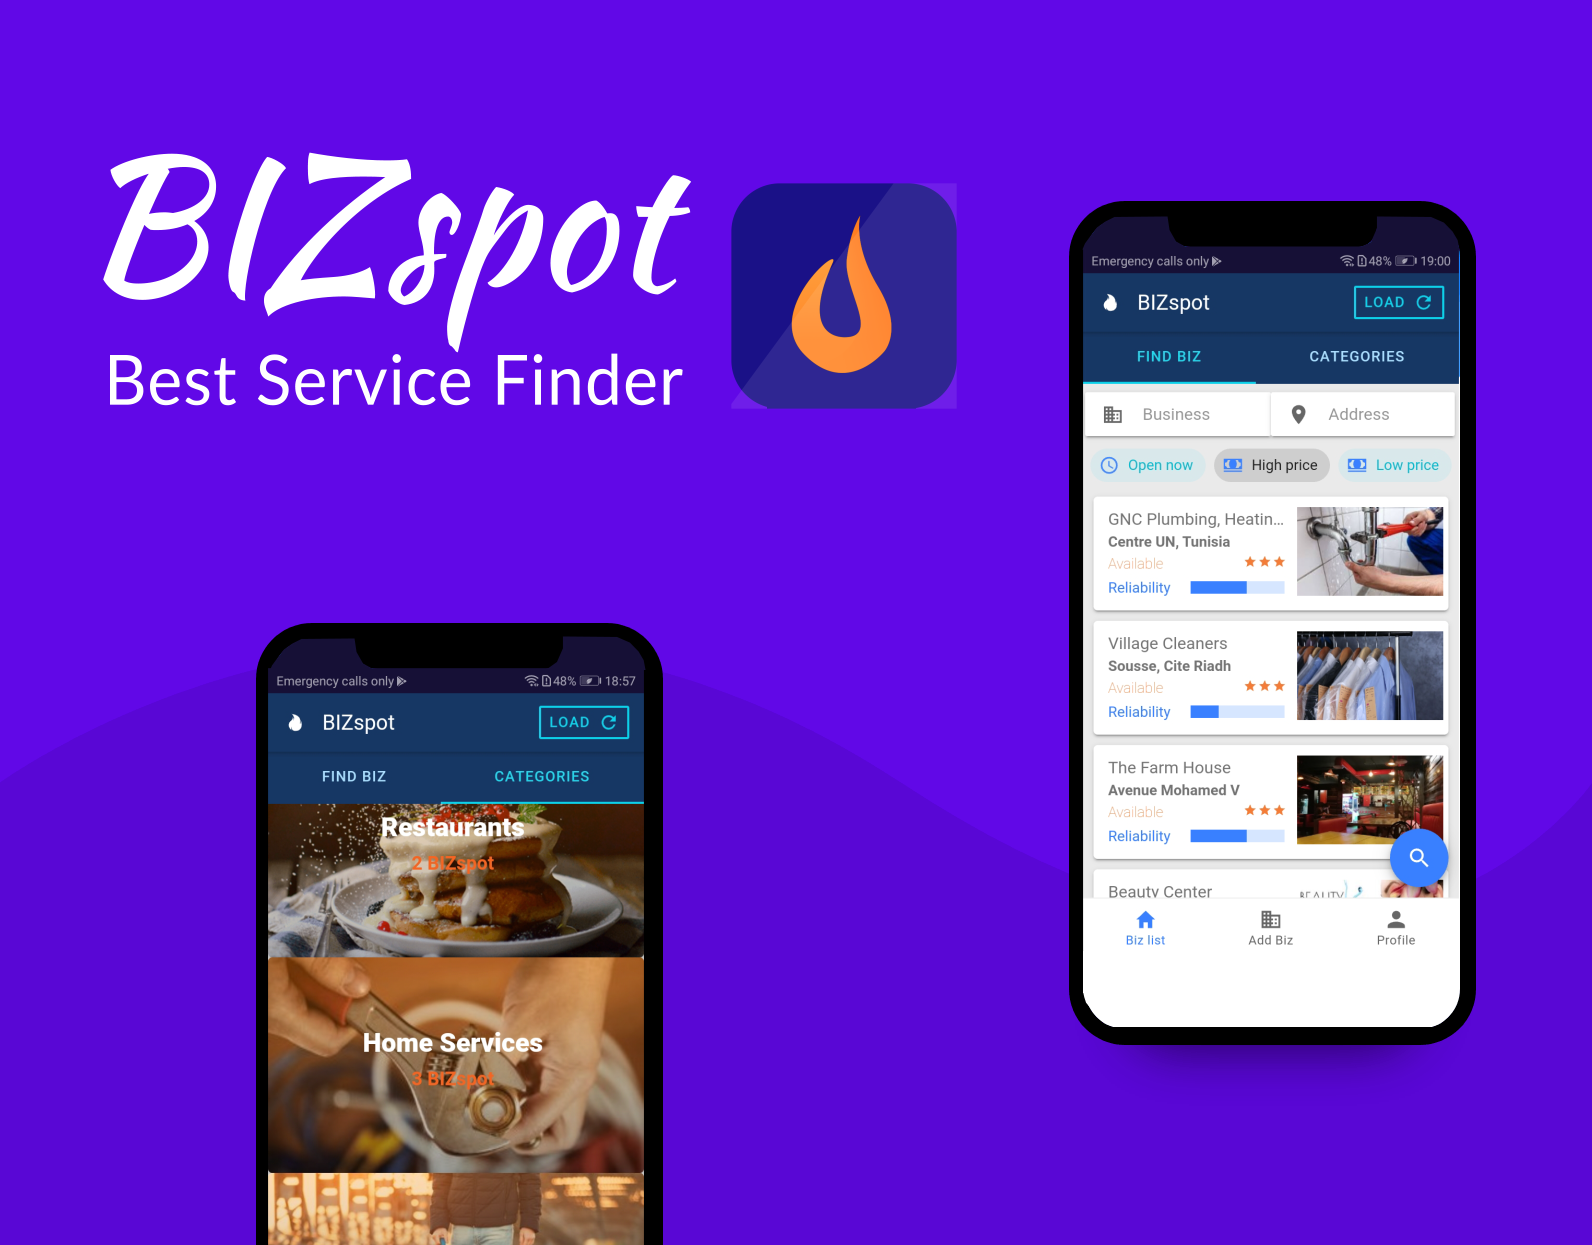 BIZspot
Best Service Finder
Emergency calls only 48% 19:00
BIZspot
LOAD
FIND BIZ
CATEGORIES
Business
Address
Open now
High price
Low price
GNC Plumbing, Heatin...
Centre UN, Tunisia
Available
Reliability
Village Cleaners
Sousse, Cite Riadh
Available
Reliability
The Farm House
Avenue Mohamed V
Available
Reliability
Beauty Center
BEAUTY
Biz list
Add Biz
Profile
Emergency calls only 48% 18:57
BIZspot
LOAD
FIND BIZ
CATEGORIES
Restaurants
2 BIZspot
Home Services
3 BIZspot